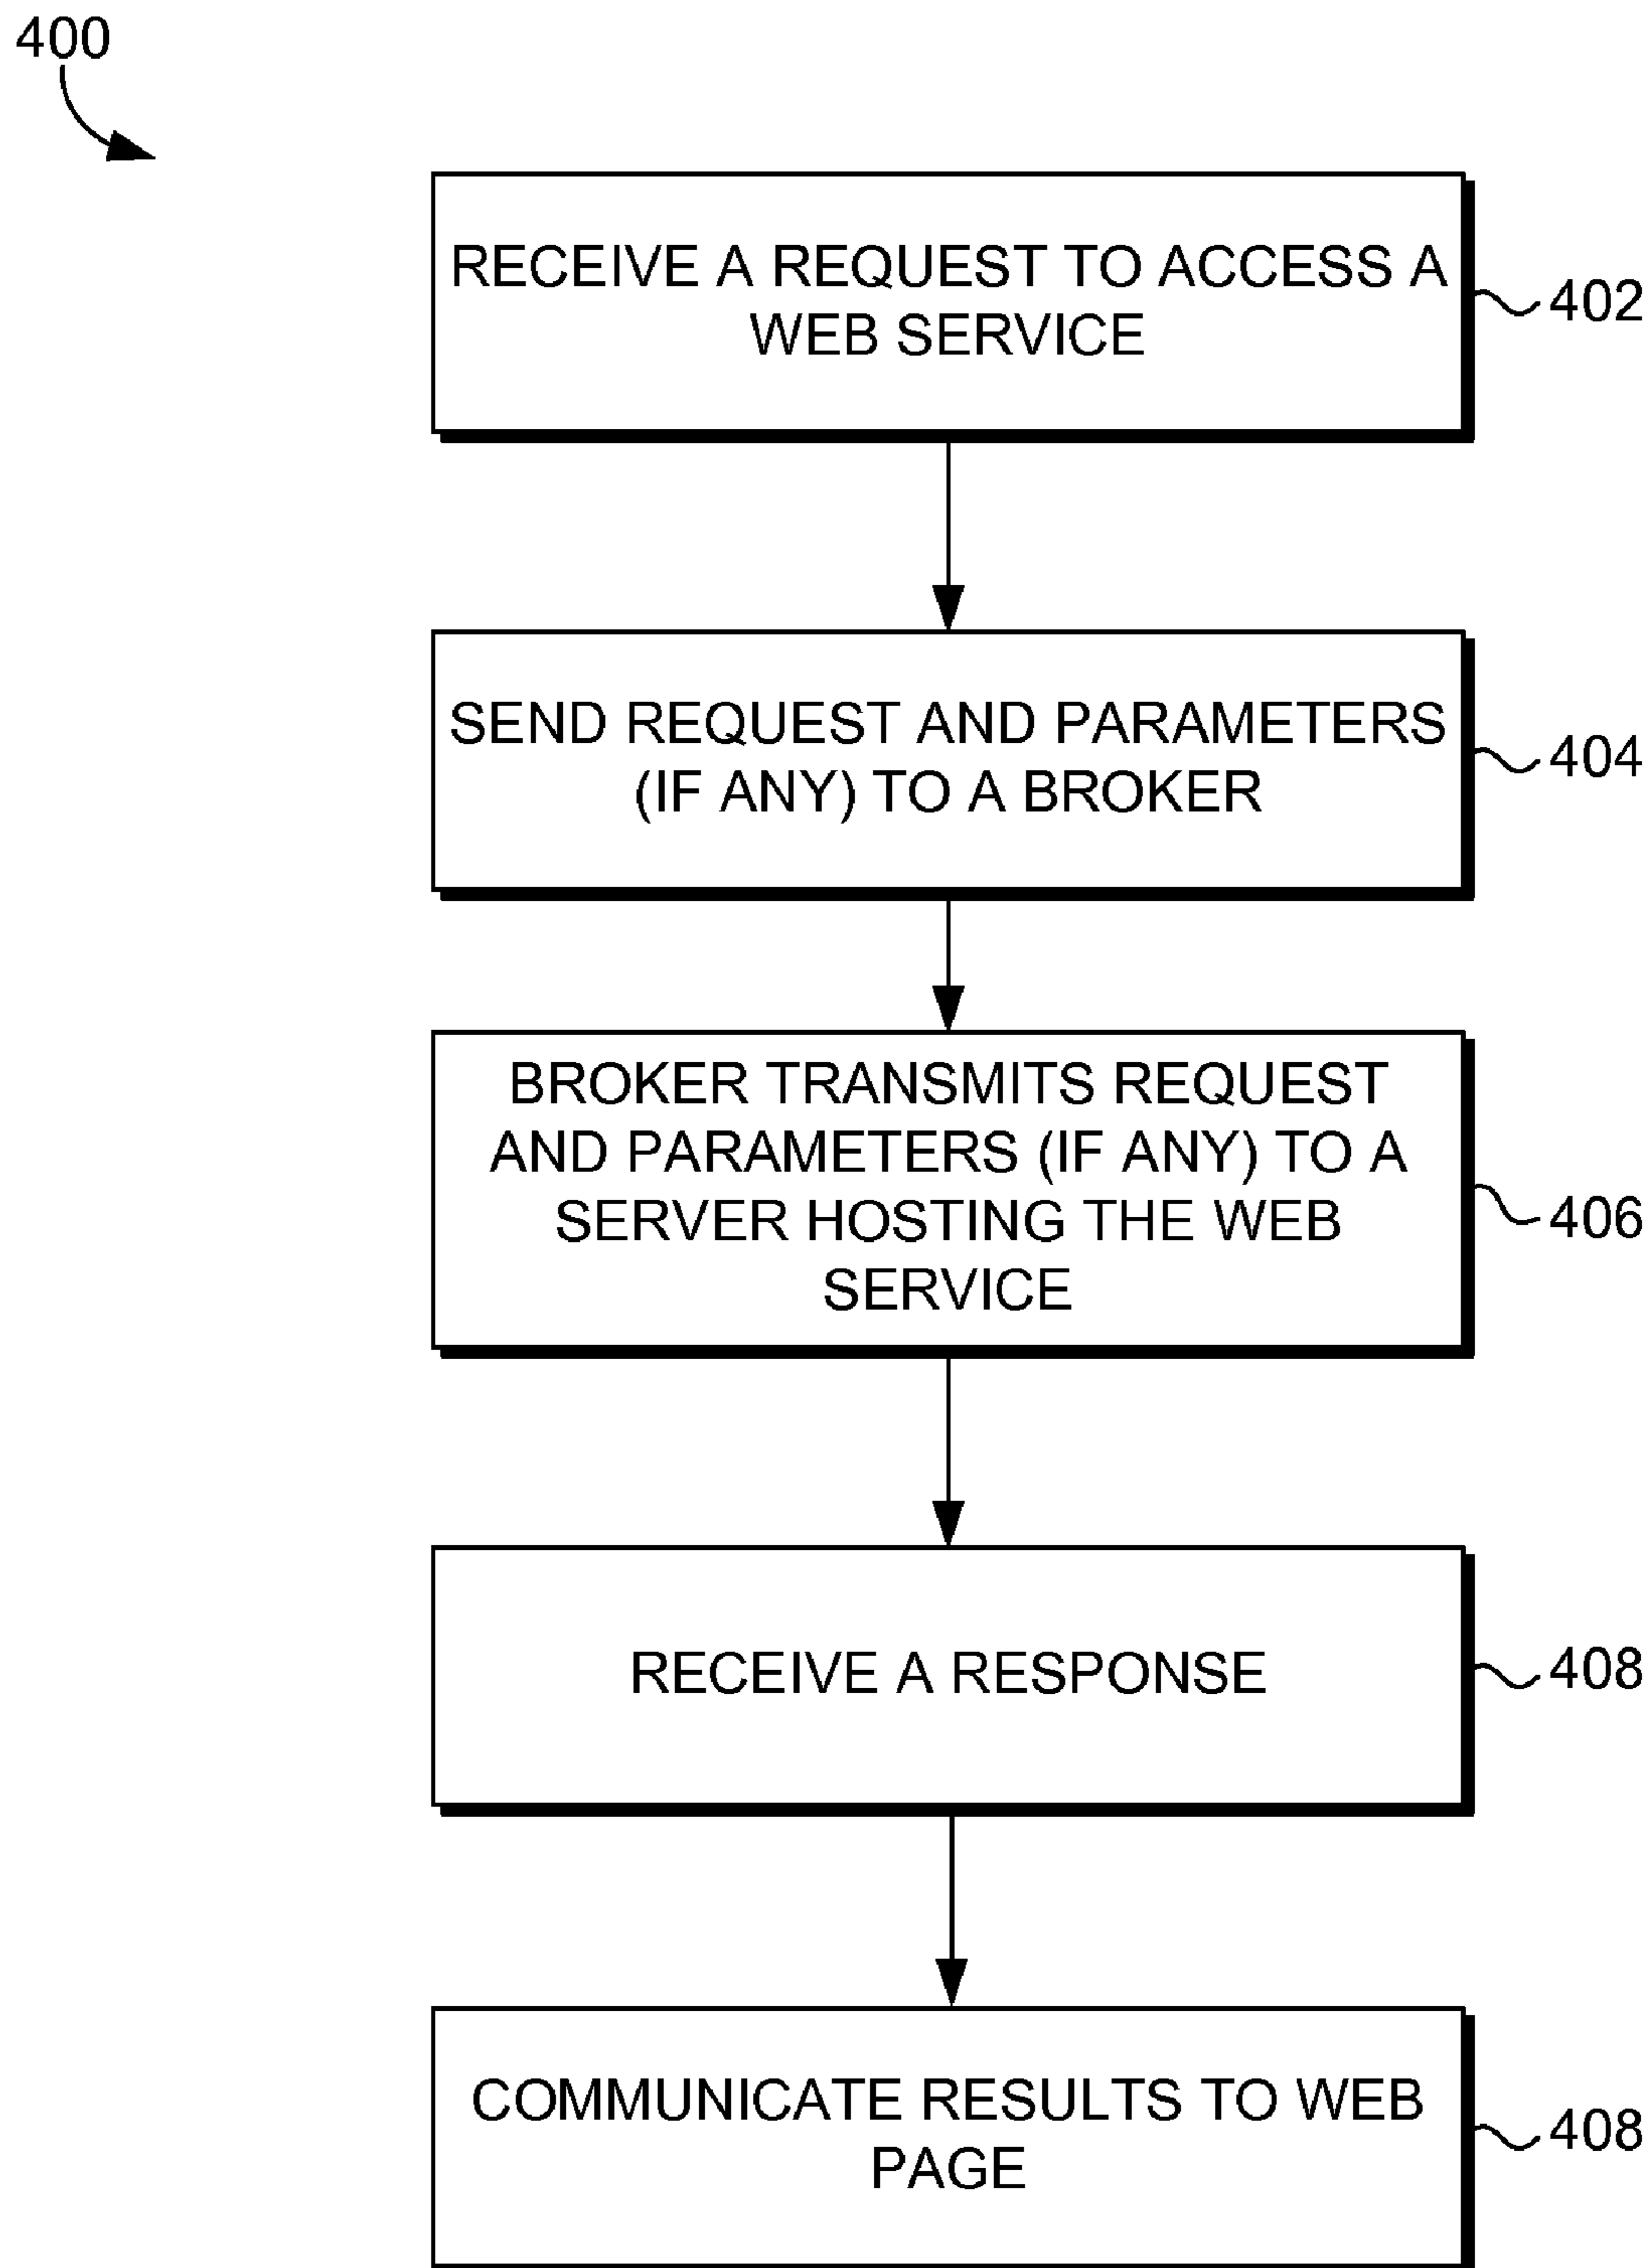 400
RECEIVE A REQUEST TO ACCESS A
WEB SERVICE
402
SEND REQUEST AND PARAMETERS
(IF ANY) TO A BROKER
404
BROKER TRANSMITS REQUEST
AND PARAMETERS (IF ANY) TO A
SERVER HOSTING THE WEB
SERVICE
406
RECEIVE A RESPONSE
408
COMMUNICATE RESULTS TO WEB
PAGE
408